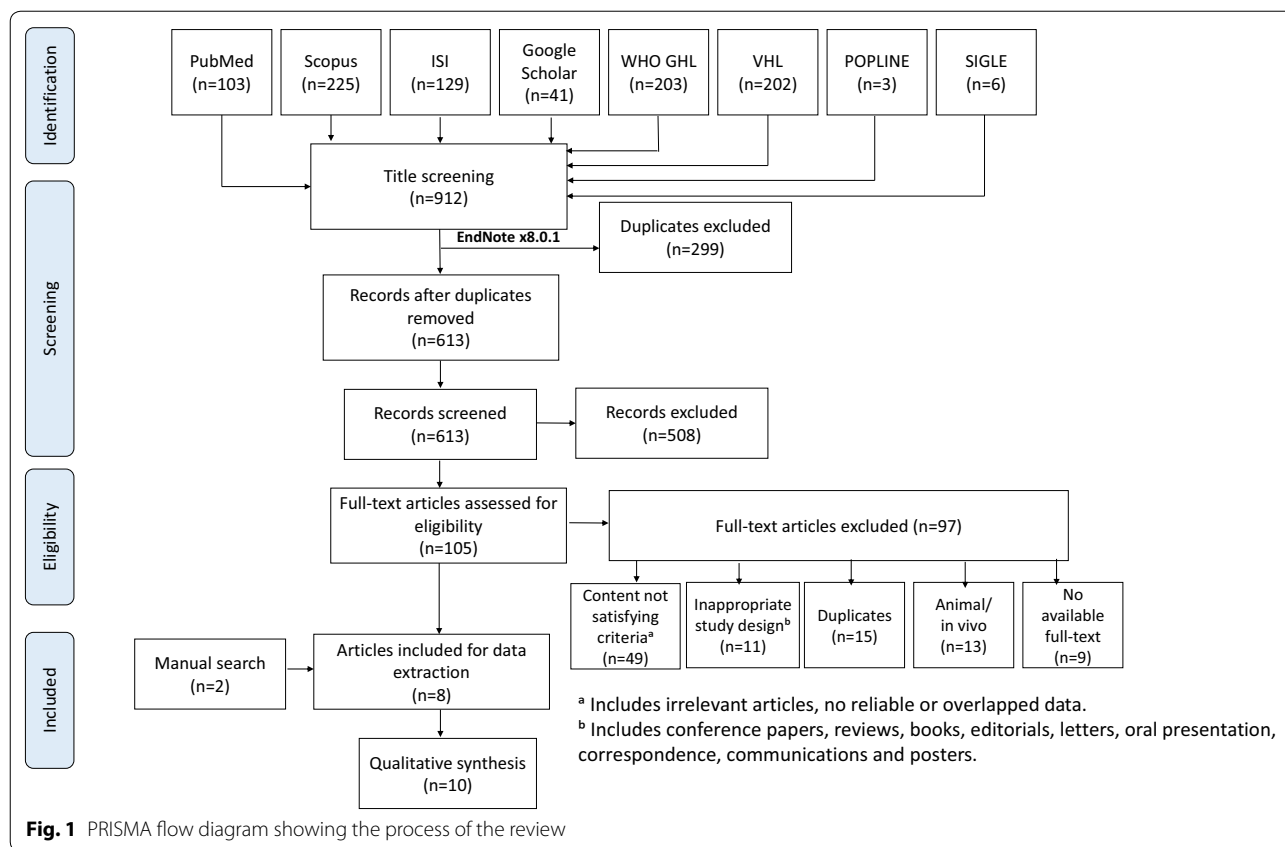 Identification
PubMed
(n=103)
Scopus
(n=225)
ISI
(n=129)
Google
Scholar
(n=41)
WHO GHL
(n=203)
VHL
(n=202)
POPLINE
(n=3)
SIGLE
(n=6)
Title screening
(n=912)
Screening
EndNote x8.0.1
Duplicates excluded
(n=299)
Records after duplicates
removed
(n=613)
Records screened
(n=613)
Records excluded
(n=508)
Eligibility
Full-text articles assessed for
eligibility
(n=105)
Full-text articles excluded (n=97)
Content not
satisfying
criteriaᵃ
(n=49)
Inappropriate
study designᵇ
(n=11)
Duplicates
(n=15)
Animal/
in vivo
(n=13)
No
available
full-text
(n=9)
Included
Manual search
(n=2)
Articles included for data
extraction
(n=8)
Qualitative synthesis
(n=10)
ᵃ Includes irrelevant articles, no reliable or overlapped data.
ᵇ Includes conference papers, reviews, books, editorials, letters, oral presentation,
correspondence, communications and posters.
Fig. 1 PRISMA flow diagram showing the process of the review